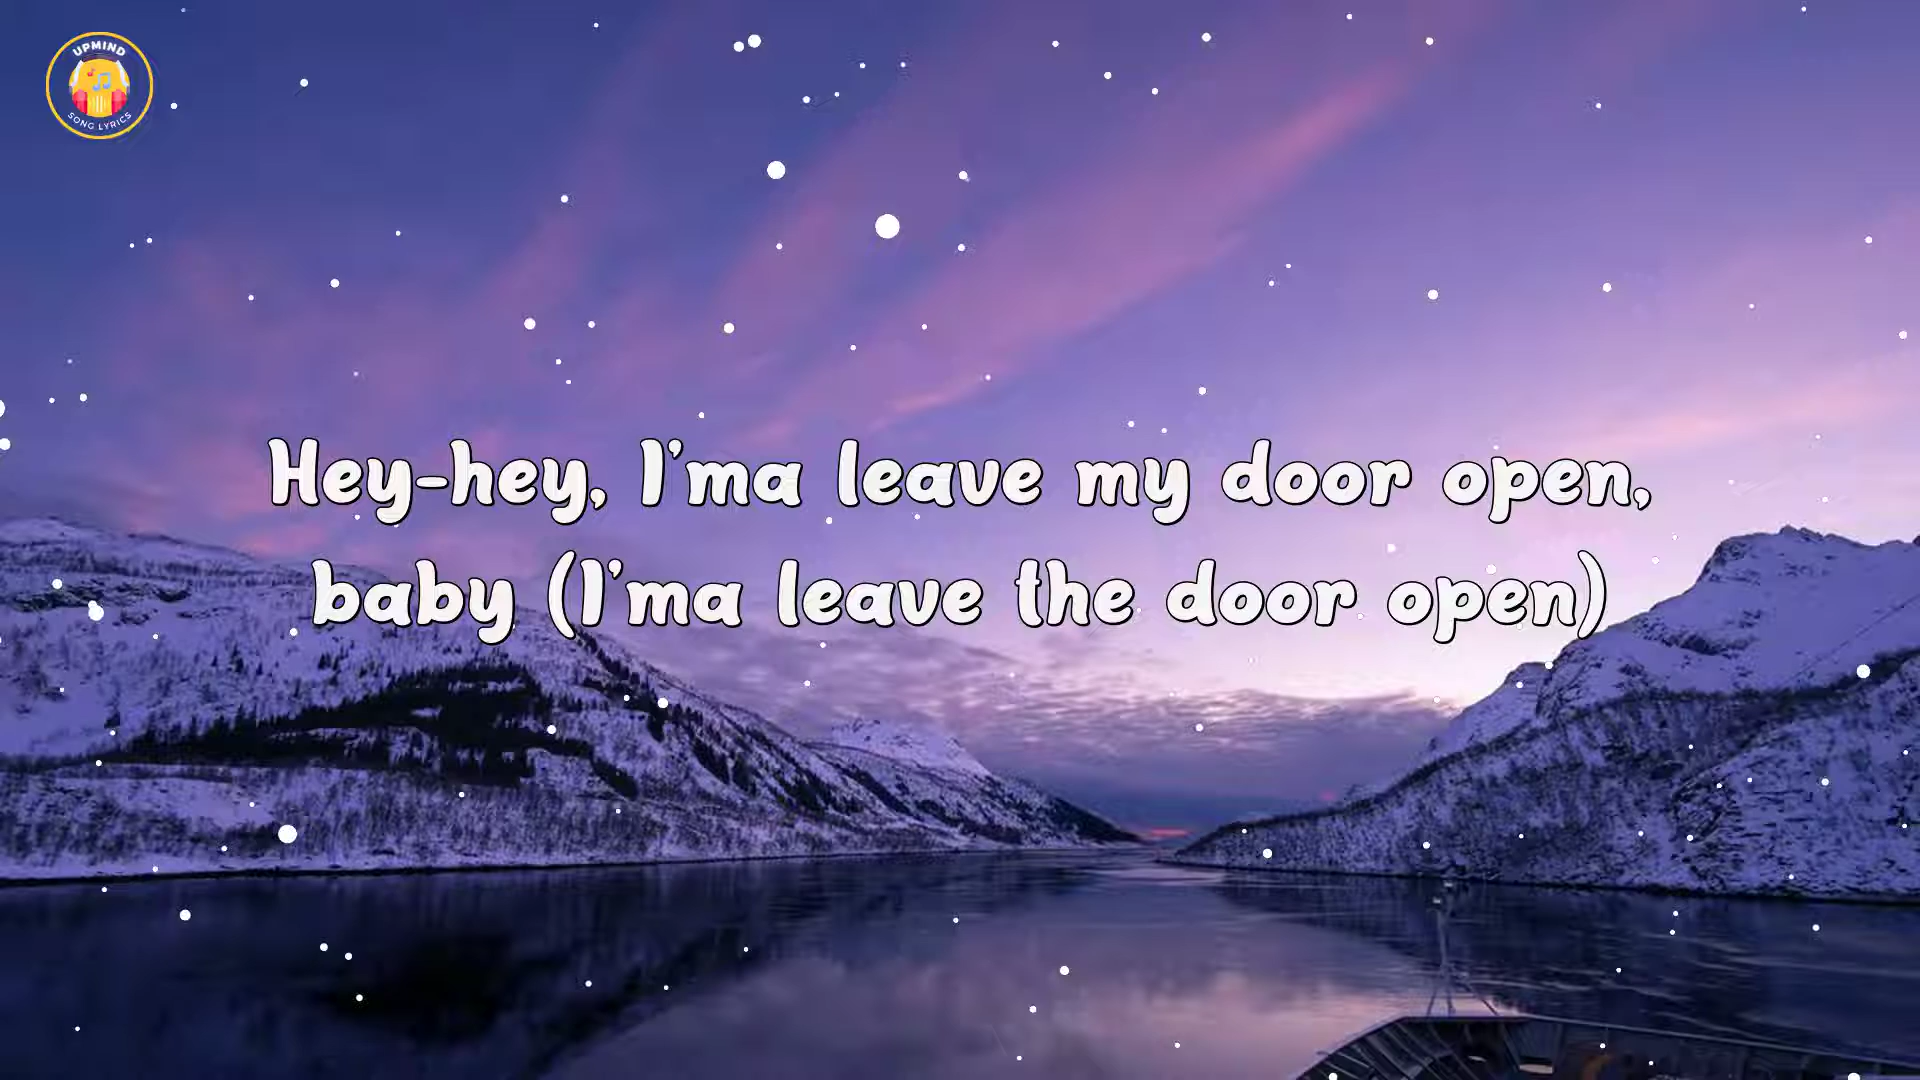 UPMIND
SONG LYRICS
Hey-hey, I'ma leave my door open,
baby (I'ma leave the door open)